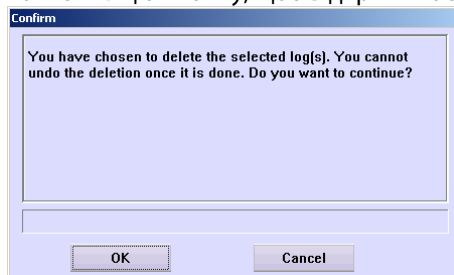 Confirm
You have chosen to delete the selected log(s). You cannot
undo the deletion once it is done. Do you want to continue?
OK
Cancel